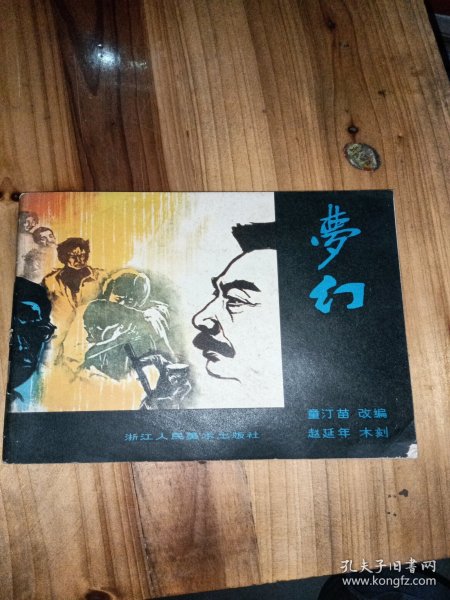 夢幻
童汀苗 改编
赵延年 木刻
浙江人民美术出版社
孔夫子旧书网
www.kongfz.com